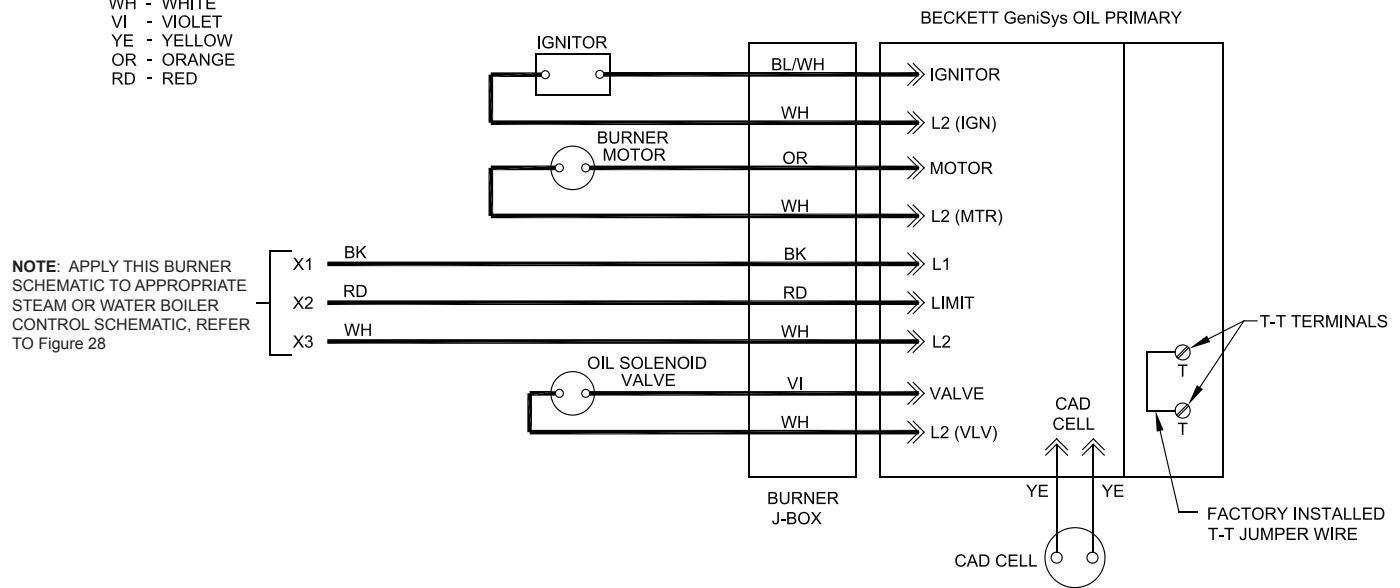 WH - WHITE
VI - VIOLET
YE - YELLOW
OR - ORANGE
RD - RED
BECKETT GeniSys OIL PRIMARY
IGNITOR
BL/WH
IGNITOR
WH
L2 (IGN)
BURNER
MOTOR
OR
MOTOR
WH
L2 (MTR)
NOTE: APPLY THIS BURNER
SCHEMATIC TO APPROPRIATE
STEAM OR WATER BOILER
CONTROL SCHEMATIC, REFER
TO Figure 28
X1
BK
BK
L1
X2
RD
RD
LIMIT
X3
WH
WH
L2
OIL SOLENOID
VALVE
VI
VALVE
WH
L2 (VLV)
CAD
CELL
T-T TERMINALS
T
T
YE
YE
BURNER
J-BOX
FACTORY INSTALLED
T-T JUMPER WIRE
CAD CELL